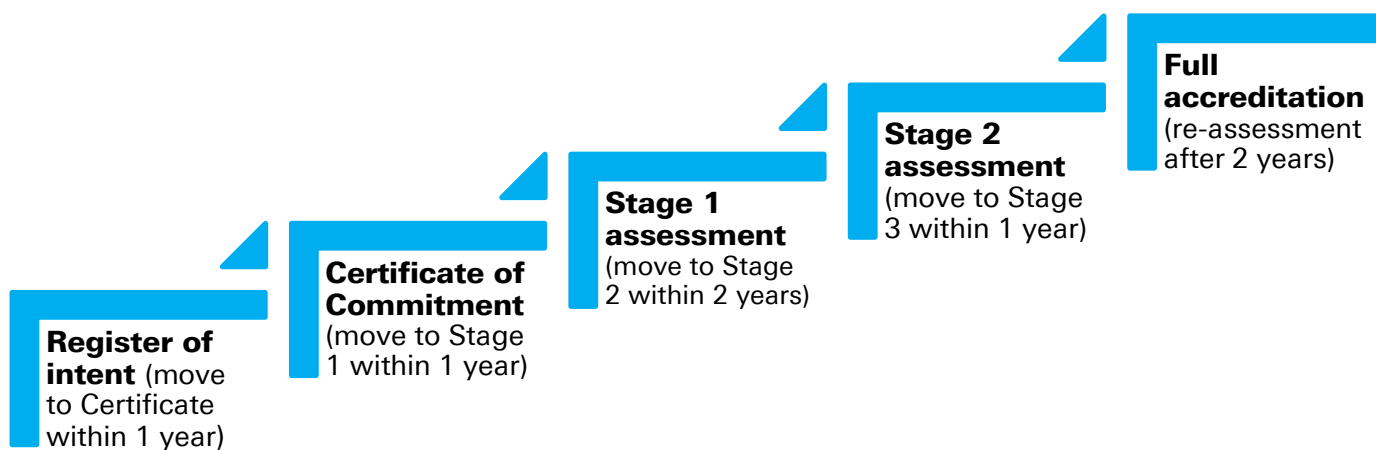 Register of
intent (move
to Certificate
within 1 year)
Certificate of
Commitment
(move to Stage
1 within 1 year)
Stage 1
assessment
(move to Stage
2 within 2 years)
Stage 2
assessment
(move to Stage
3 within 1 year)
Full
accreditation
(re-assessment
after 2 years)